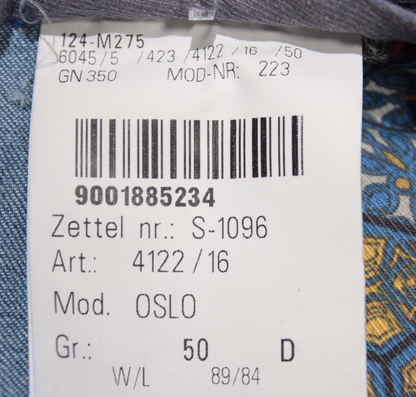 124-M275
6045/5 /423 /4122 /16 /50
GN 350 MOD-NR: 223
9001885234
Zettel nr.: S-1096
Art.: 4122/16
Mod. OSLO
Gr.: 50 D
W/L 89/84